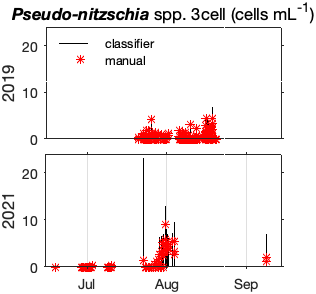 Pseudo-nitzschia spp. 3cell (cells mL-1)
20
10
0
2019
classifier
manual
20
10
0
2021
Jul Aug Sep